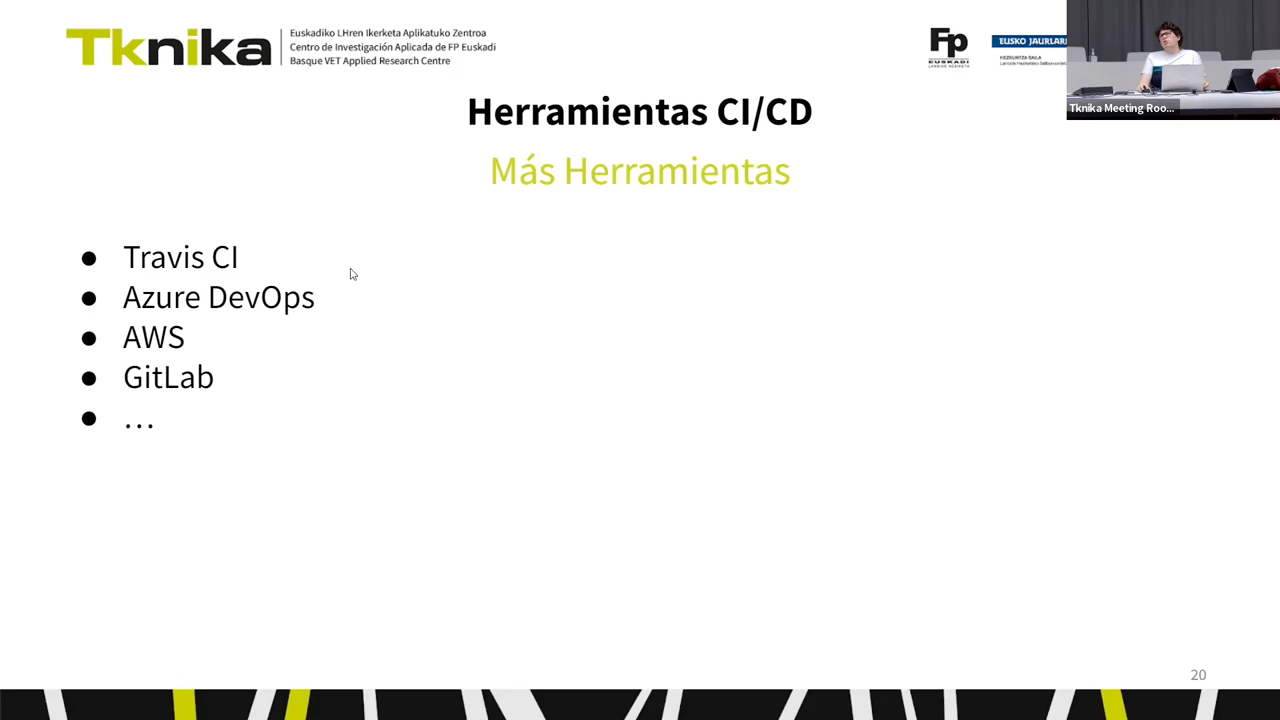 Tknika
Euskadiko LHren Ikerketa Aplikatuko Zentroa
Centro de Investigación Aplicada de FP Euskadi
Basque VET Applied Research Centre
Fp
EUSKADI
EUSKO JAURLARI
Tknika Meeting Roo...
Herramientas CI/CD
Más Herramientas
● Travis CI
● Azure DevOps
● AWS
● GitLab
● …
20